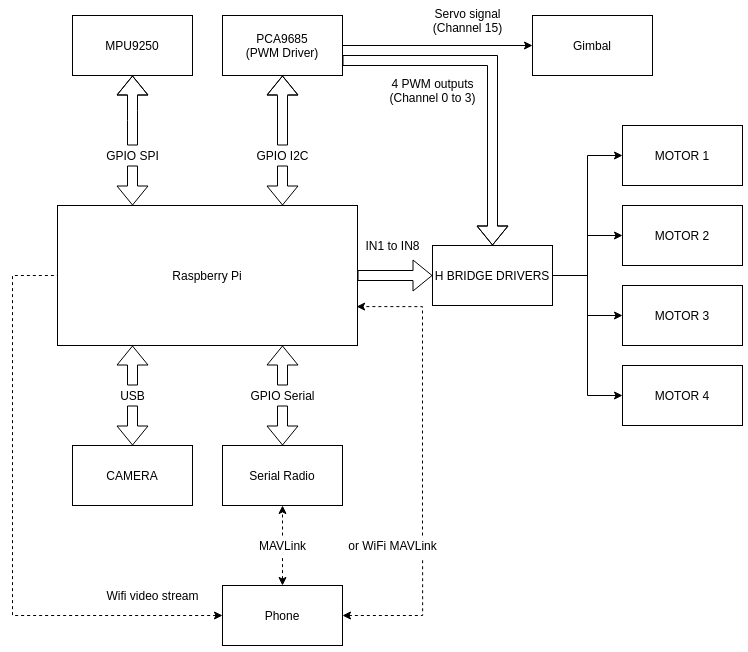 MPU9250
PCA9685
(PWM Driver)
Servo signal
(Channel 15)
Gimbal
4 PWM outputs
(Channel 0 to 3)
GPIO SPI
GPIO I2C
MOTOR 1
MOTOR 2
IN1 to IN8
Raspberry Pi
H BRIDGE DRIVERS
MOTOR 3
USB
GPIO Serial
MOTOR 4
CAMERA
Serial Radio
MAVLink
or WiFi MAVLink
Wifi video stream
Phone